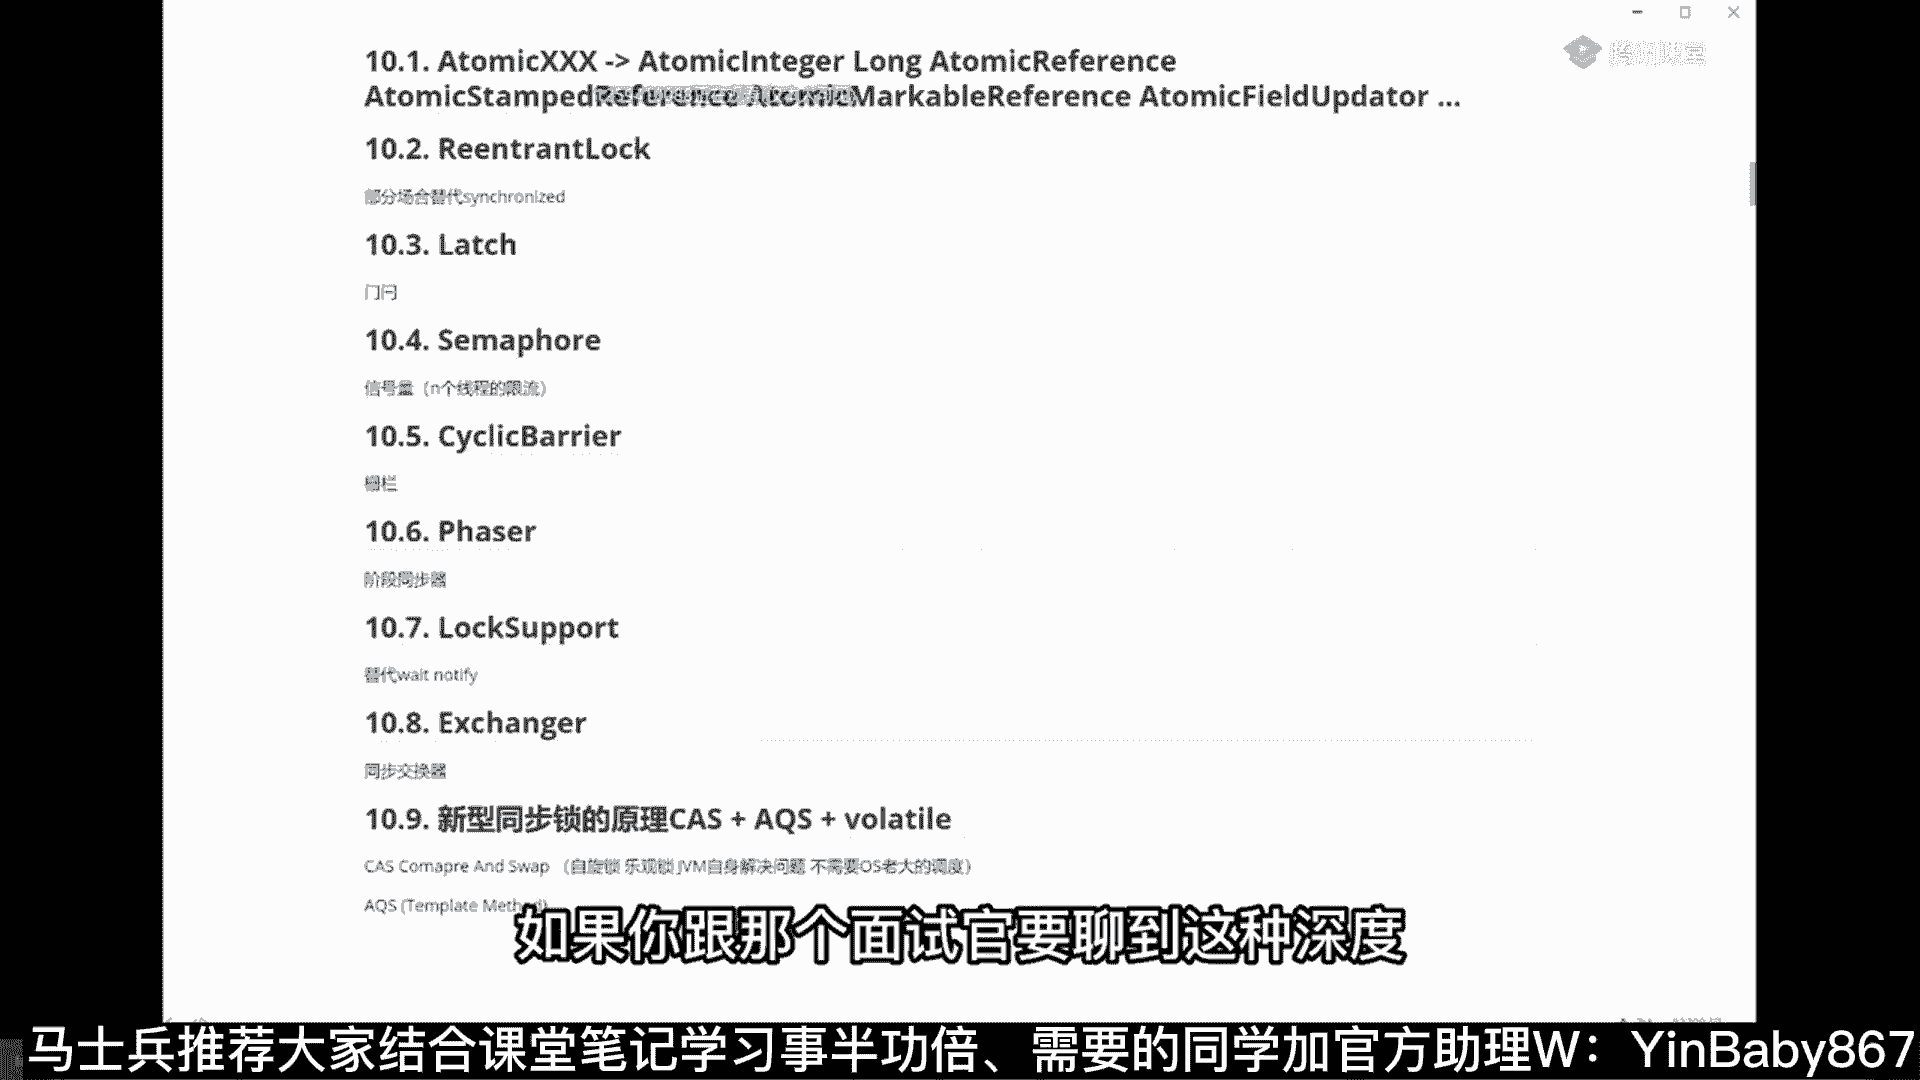 10.1. AtomicXXX -> AtomicInteger Long AtomicReference
AtomicStampedReference AtomicMarkableReference AtomicFieldUpdator ...
10.2. ReentrantLock
部分场合替代synchronized
10.3. Latch
门闩
10.4. Semaphore
信号量（n个线程的限流）
10.5. CyclicBarrier
栅栏
10.6. Phaser
阶段同步器
10.7. LockSupport
替代wait notify
10.8. Exchanger
同步交换器
10.9. 新型同步锁的原理CAS + AQS + volatile
CAS Comapre And Swap （自旋锁 乐观锁 JVM自身解决问题 不需要OS老大的调度）
AQS (Template Method)
如果你跟那个面试官要聊到这种深度
马士兵推荐大家结合课堂笔记学习事半功倍、需要的同学加官方助理W：YinBaby867
腾讯课堂